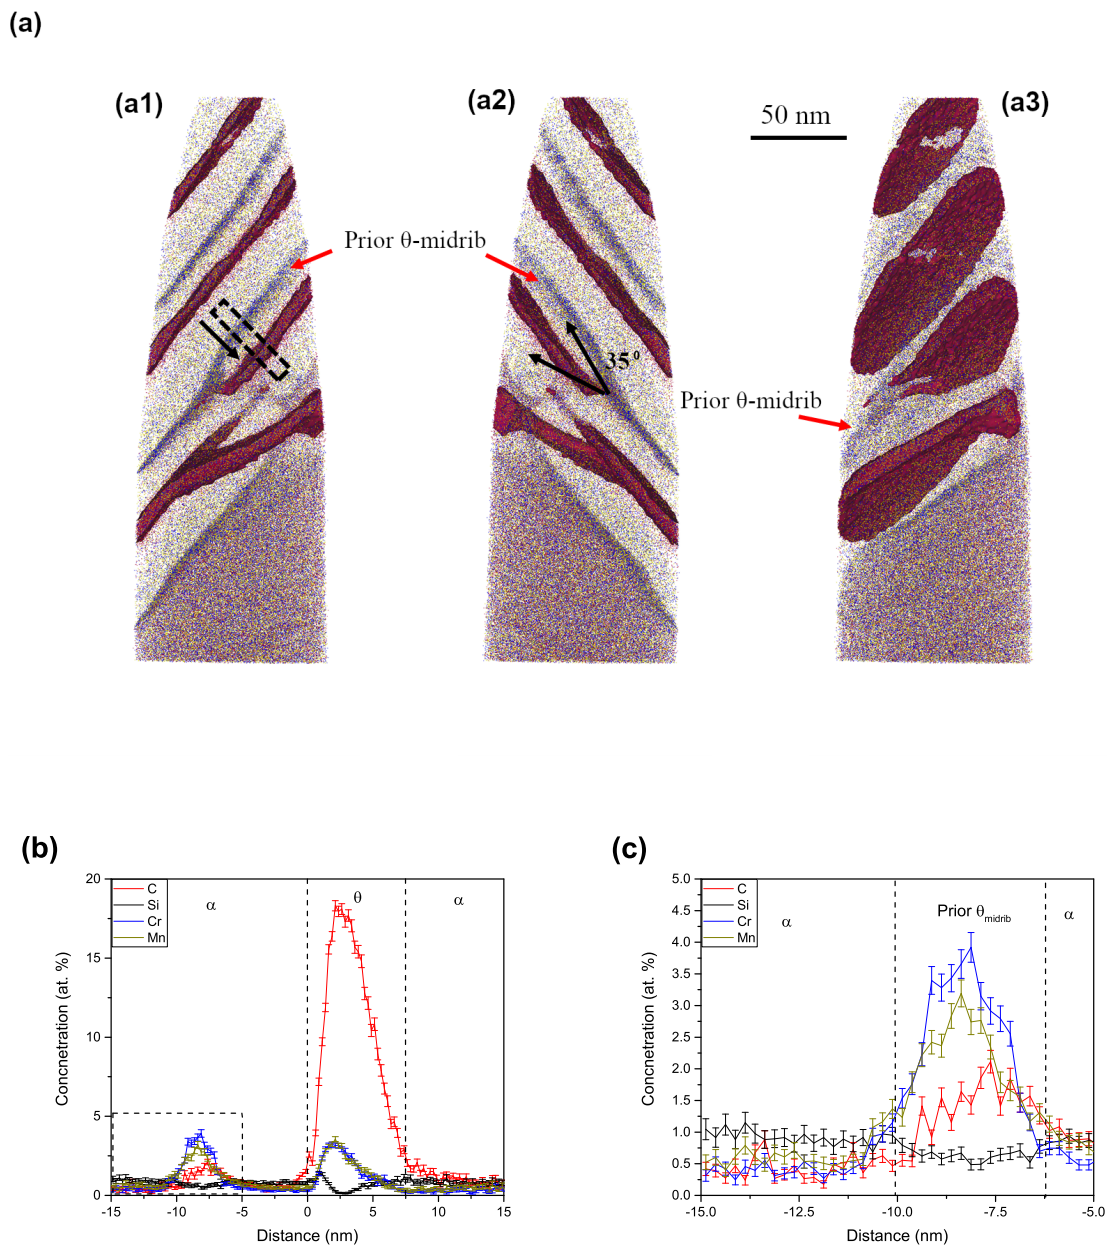 (a)
(a1)
(a2)
(a3)
50 nm
Prior θ-midrib
35⁰
Prior θ-midrib
(b)
C
Si
Cr
Mn
α
θ
α
20
15
10
5
0
-15
-10
-5
0
5
10
15
Concnetration (at. %)
Distance (nm)
(c)
C
Si
Cr
Mn
α
Prior θmidrib
α
5.0
4.5
4.0
3.5
3.0
2.5
2.0
1.5
1.0
0.5
0.0
-15.0
-12.5
-10.0
-7.5
-5.0
Concnetration (at. %)
Distance (nm)